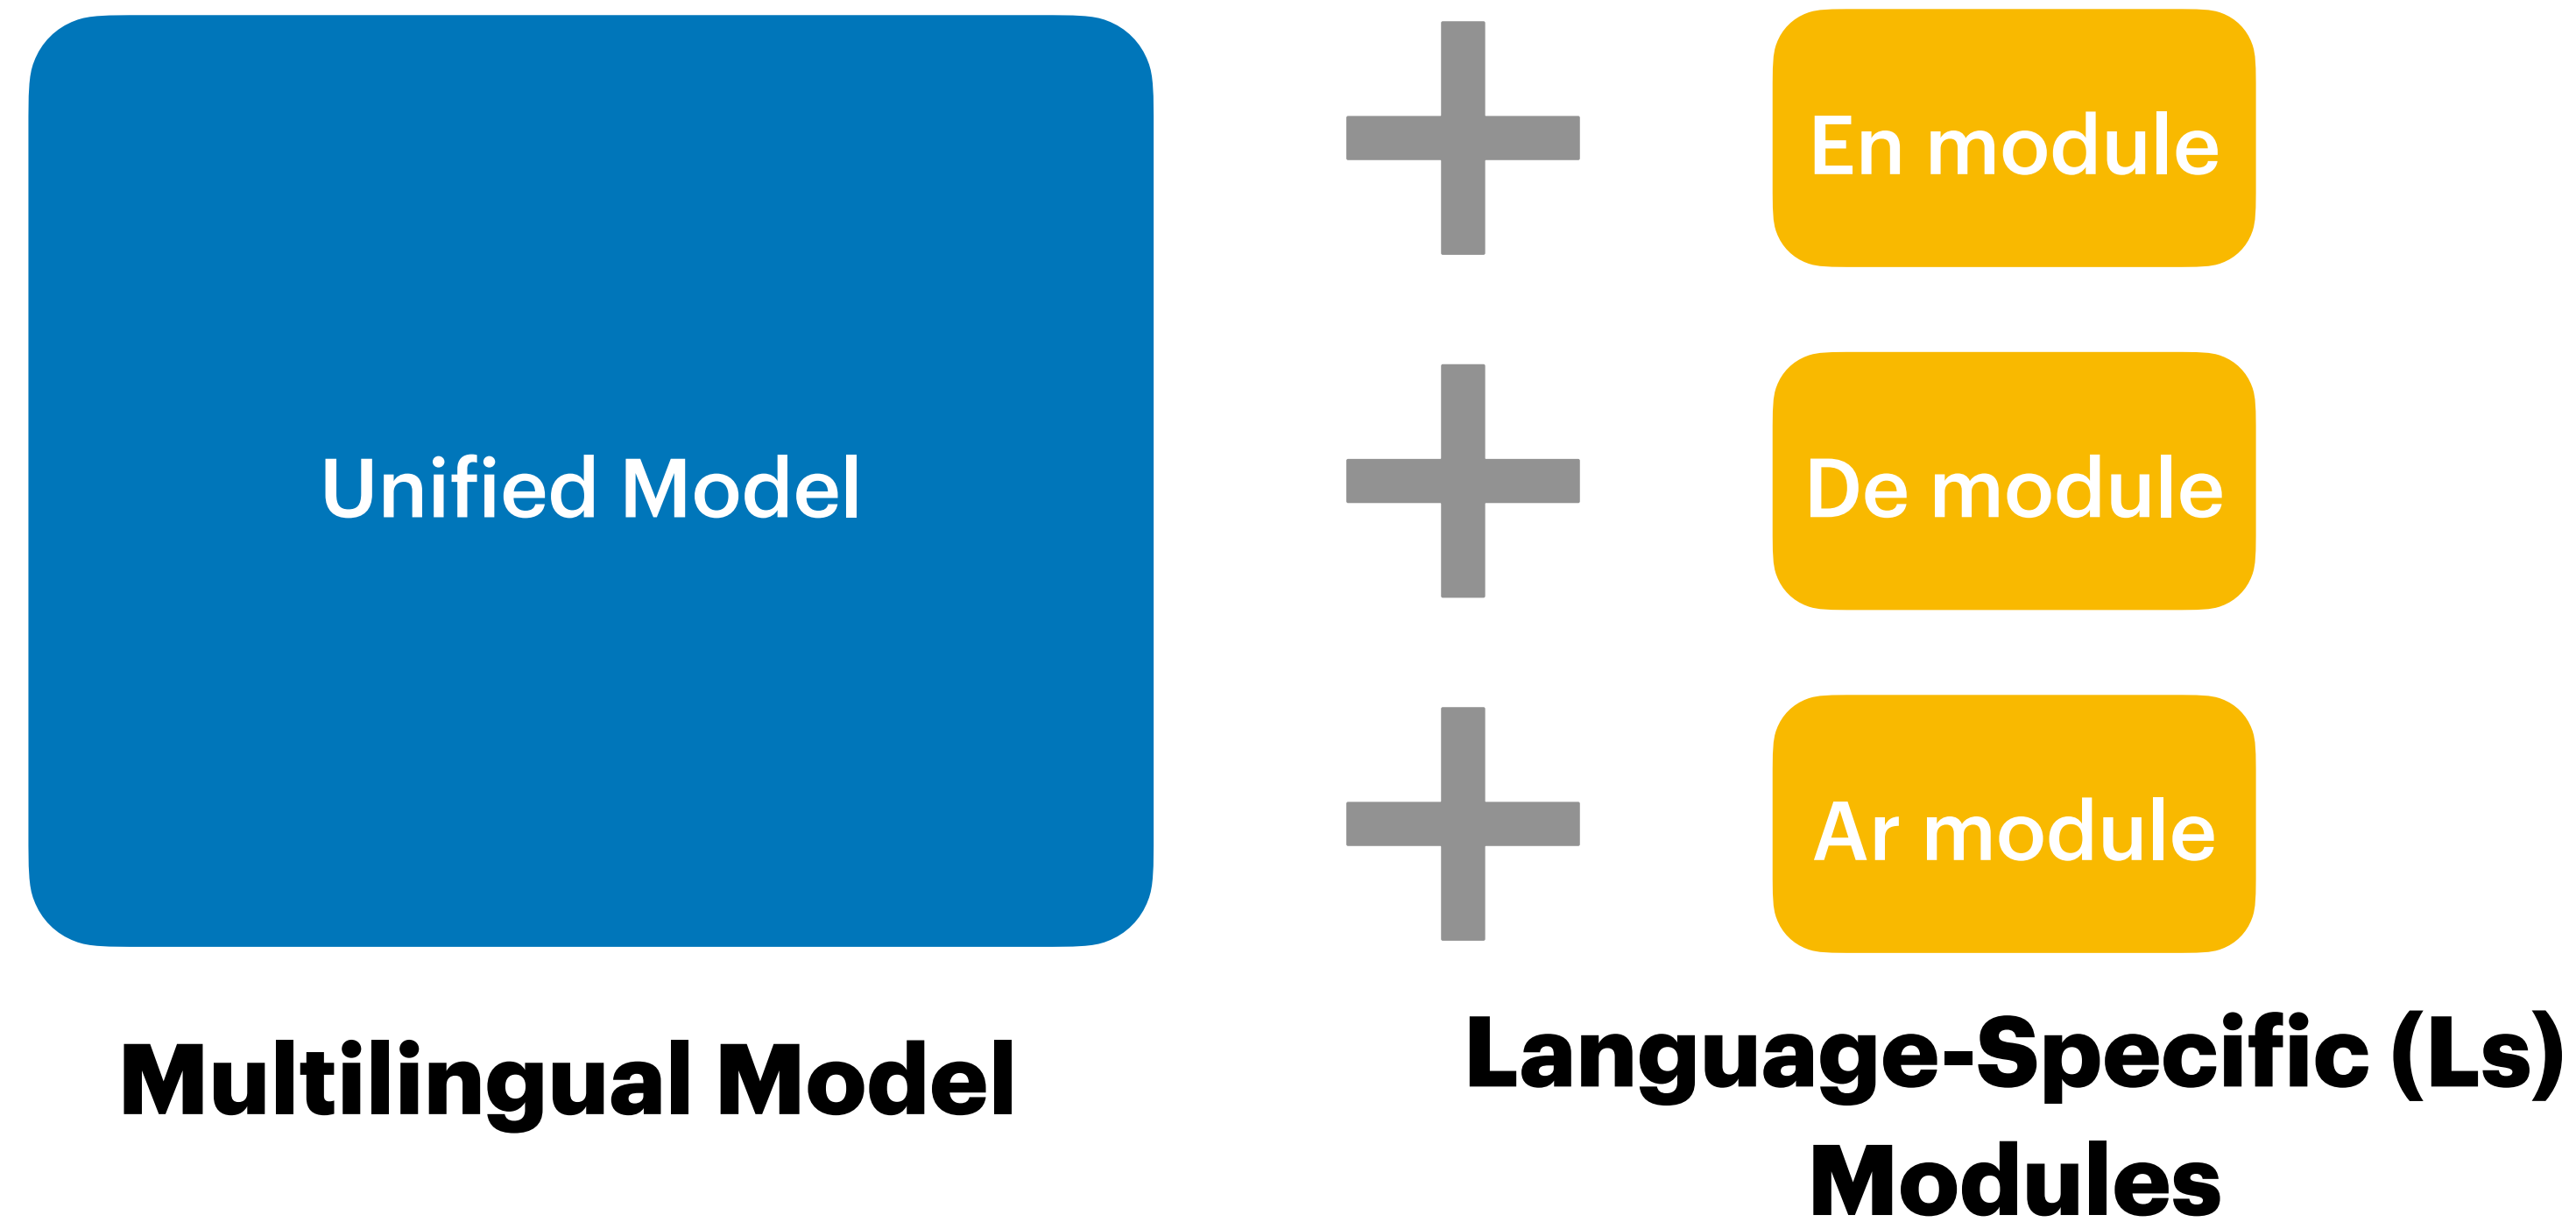 Unified Model
En module
De module
Ar module
Multilingual Model
Language-Specific (Ls)
Modules